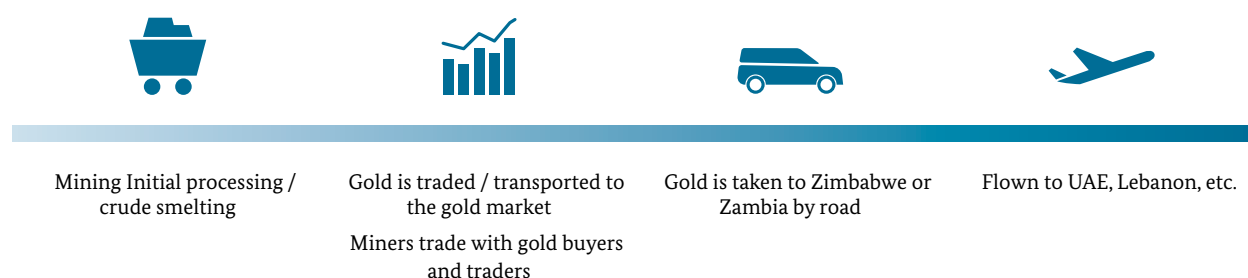 Mining Initial processing /
crude smelting
Gold is traded / transported to
the gold market
Miners trade with gold buyers
and traders
Gold is taken to Zimbabwe or
Zambia by road
Flown to UAE, Lebanon, etc.